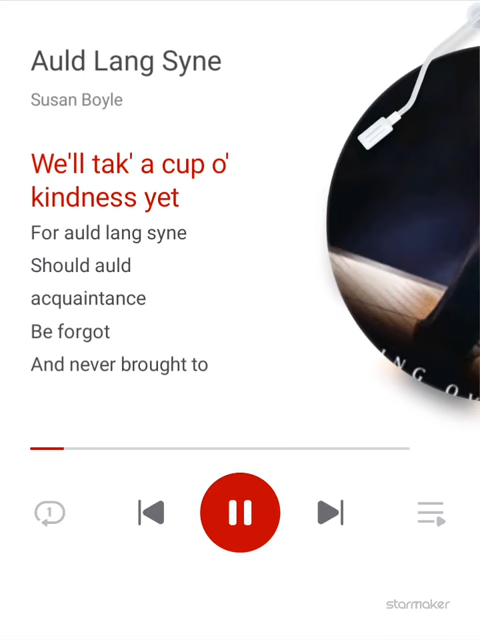 Auld Lang Syne
Susan Boyle
We'll tak' a cup o'
kindness yet
For auld lang syne
Should auld
acquaintance
Be forgot
And never brought to
1
starmaker